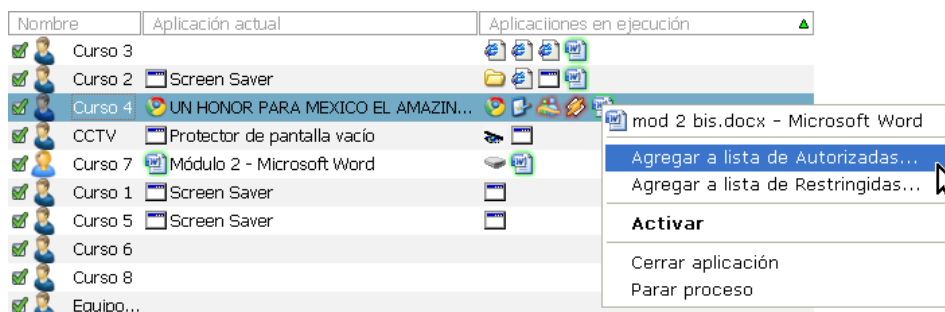 Nombre Aplicación actual Aplicaciiones en ejecución
Curso 3
Curso 2 Screen Saver
Curso 4 UN HONOR PARA MEXICO EL AMAZIN...
mod 2 bis.docx - Microsoft Word
CCTV Protector de pantalla vacío
Agregar a lista de Autorizadas...
Curso 7 Módulo 2 - Microsoft Word
Agregar a lista de Restringidas...
Curso 1 Screen Saver
Curso 5 Screen Saver
Activar
Curso 6
Cerrar aplicación
Curso 8
Parar proceso
Equipo...